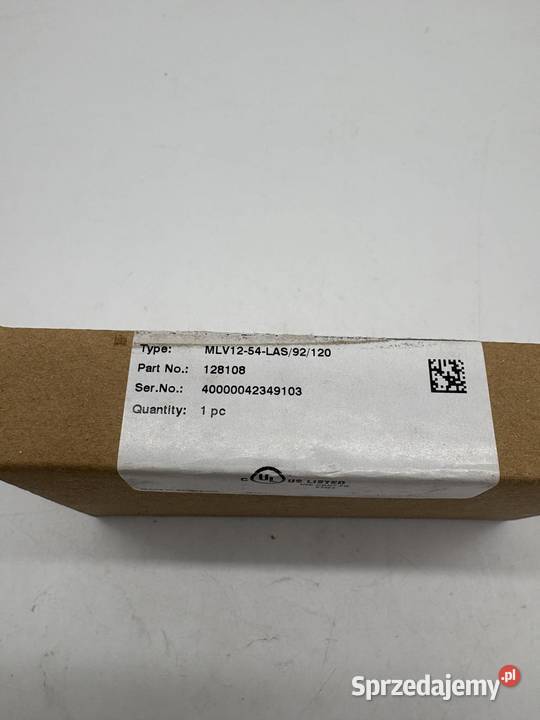 Type: MLV12-54-LAS/92/120
Part No.: 128108
Ser.No.: 40000042349103
Quantity: 1 pc
C UL US LISTED
Sprzedajemy.pl